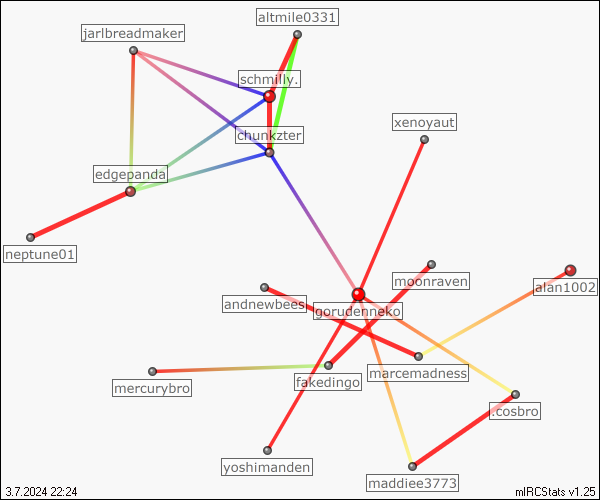 altmile0331
jarlbreadmaker
schmilly.
xenoyaut
chunkzter
edgepanda
neptune01
moonraven
alan1002
andnewbees
gorudenneko
marcemadness
fakedingo
mercurybro
.cosbro
yoshimanden
maddiee3773
3.7.2024 22:24
mIRCStats v1.25